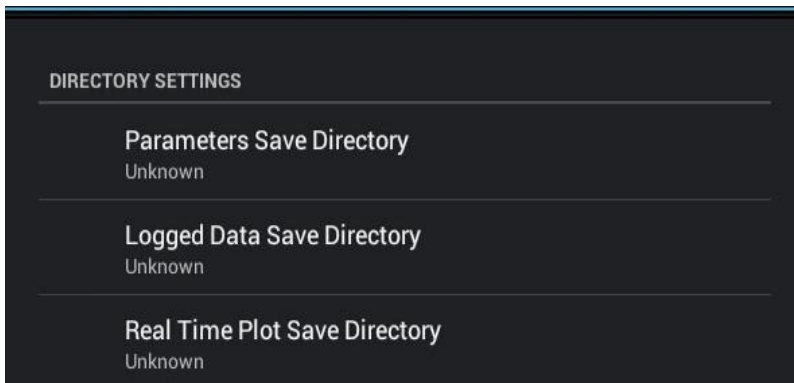 DIRECTORY SETTINGS
Parameters Save Directory
Unknown
Logged Data Save Directory
Unknown
Real Time Plot Save Directory
Unknown